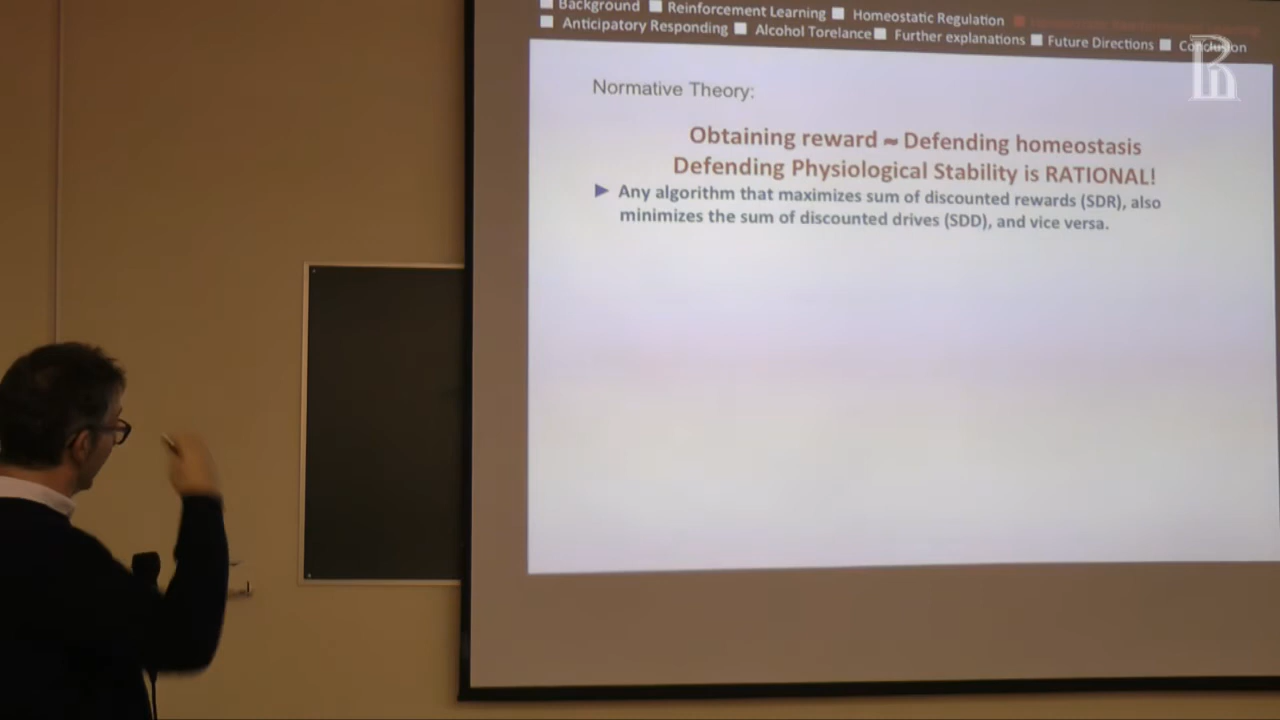 Background Reinforcement Learning Homeostatic Regulation
Anticipatory Responding Alcohol Torelance Further explanations Future Directions Conclusion
Normative Theory:
Obtaining reward ~ Defending homeostasis
Defending Physiological Stability is RATIONAL!
Any algorithm that maximizes sum of discounted rewards (SDR), also
minimizes the sum of discounted drives (SDD), and vice versa.